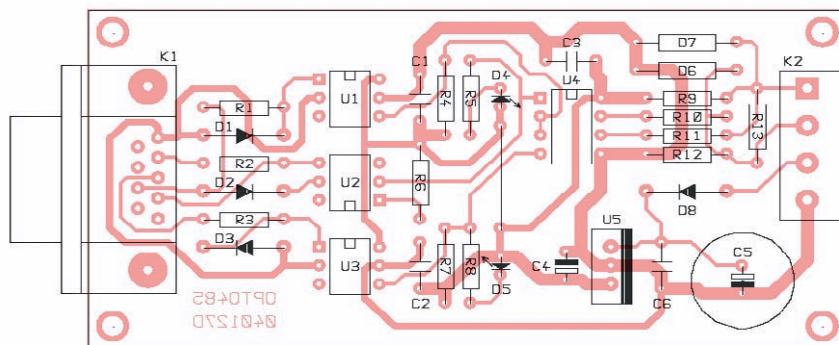 K1
C1
C3
D7
D4
U4
D6
K2
R1
U1
R4
R5
R9
D1
R10
R13
R11
R2
R12
U2
R6
D2
D8
R3
U5
D3
U3
R7
R8
C4
C5
C2
D5
C6
OPTO485
040127D